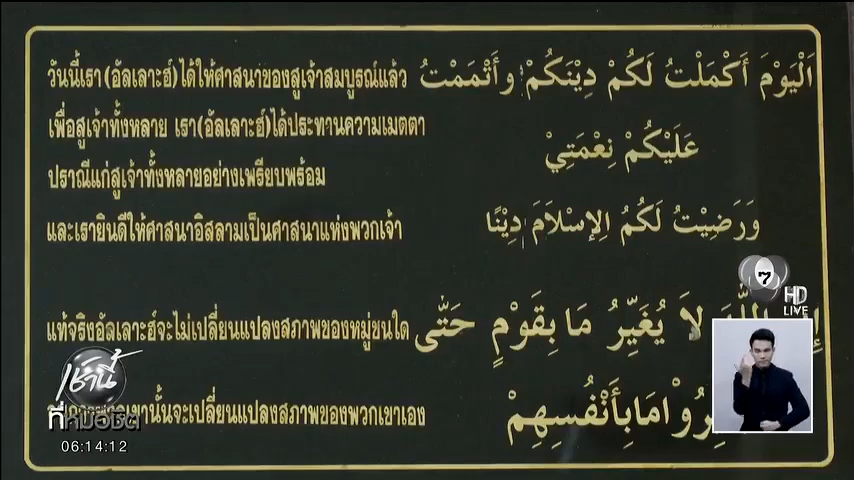 วันนี้เรา (อัลเลาะฮ์) ได้ให้ศาสนาของสูเจ้าสมบูรณ์แล้ว
اَلْيَوْمَ أَكْمَلْتُ لَكُمْ دِيْنَكُمْ وأَتْمَمْتُ
เพื่อสูเจ้าทั้งหลาย เรา(อัลเลาะฮ์)ได้ประทานความเมตตา
عَلَيْكُمْ نِعْمَتِيْ
ปราณีแก่สูเจ้าทั้งหลายอย่างเพรียบพร้อม
และเรายินดีให้ศาสนาอิสลามเป็นศาสนาแห่งพวกเจ้า
وَرَضِيْتُ لَكُمُ الإِسْلاَمَ دِيْنًا
แท้จริงอัลเลาะฮ์จะไม่เปลี่ยนแปลงสภาพของหมู่ชนใด
لاَ يُغَيِّرُ مَا بِقَوْمٍ حَتَّى
นั้นจะเปลี่ยนแปลงสภาพของพวกเขาเอง
مَا بِأَنْفُسِهِمْ
7
HD
LIVE
เช้านี้
ที่หมอชิต
06:14:12